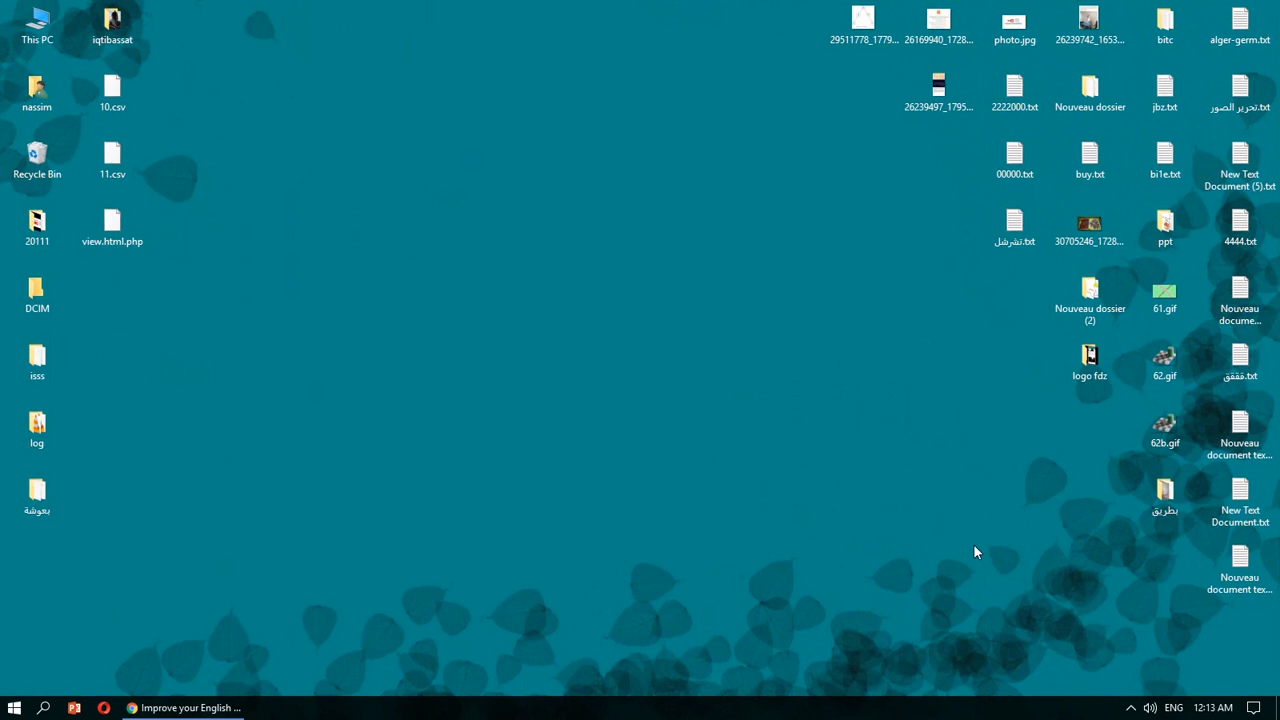 This PC
iqtibassat
nassim
10.csv
Recycle Bin
11.csv
20111
view.html.php
DCIM
isss
log
بعوشة
29511778_1779...
26169940_1728...
photo.jpg
26239742_1653...
bitc
alger-germ.txt
26239497_1795...
2222000.txt
Nouveau dossier
jbz.txt
تحرير الصور.txt
00000.txt
buy.txt
bi1e.txt
New Text
Document (5).txt
تشرشل.txt
30705246_1728...
ppt
4444.txt
Nouveau dossier
(2)
61.gif
Nouveau
docume...
logo fdz
62.gif
ققفق.txt
62b.gif
Nouveau
document tex...
بطريق
New Text
Document.txt
Nouveau
document tex...
Improve your English ...
ENG
12:13 AM